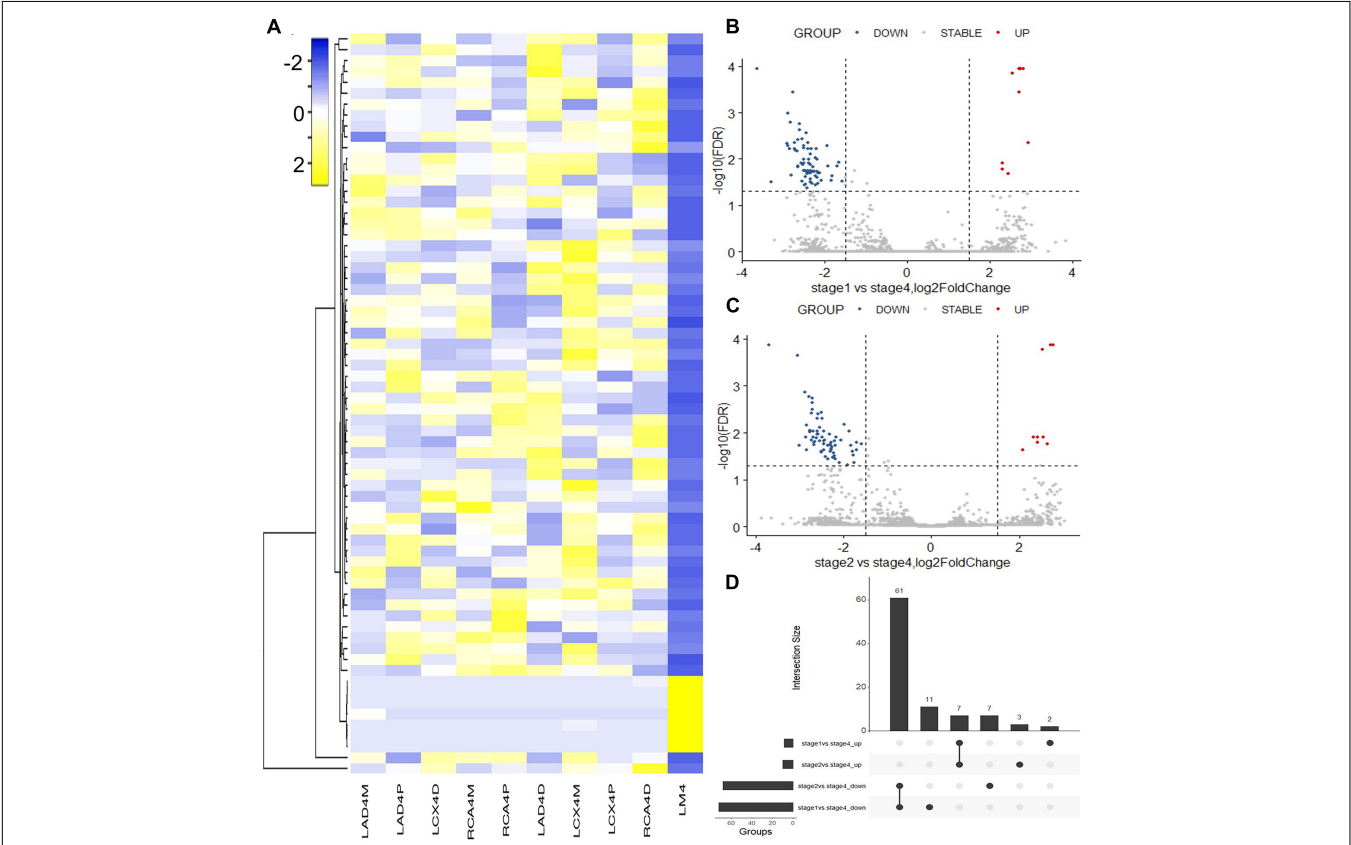 A
-2
0
2
LAD4M
LAD4P
LCX4D
RCA4M
RCA4P
LAD4D
LCX4M
LCX4P
RCA4D
LM4
B
GROUP DOWN STABLE UP
-log10(FDR)
4
3
2
1
0
-4 -2 0 2 4
stage1 vs stage4,log2FoldChange
C
GROUP DOWN STABLE UP
-log10(FDR)
4
3
2
1
0
-4 -2 0 2
stage2 vs stage4,log2FoldChange
D
Intersection Size
60
40
20
0
61
11
7
7
3
2
stage1vs.stage4_up
stage2vs.stage4_up
stage2vs.stage4_down
stage1vs.stage4_down
60 40 20 0
Groups